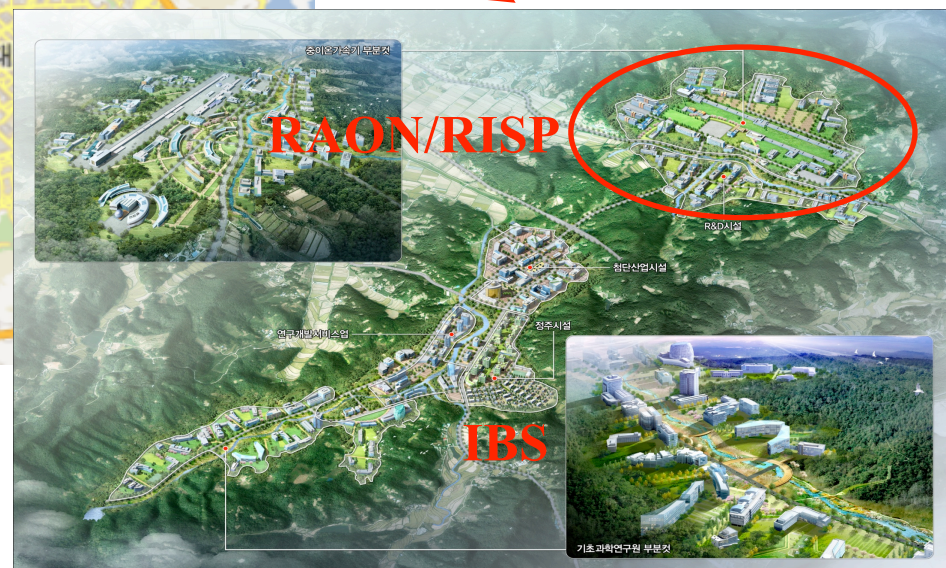 중이온가속기 부분컷
RAON/RISP
R&D시설
첨단산업시설
정주시설
연구개발서비스업
IBS
기초과학연구원 부분컷